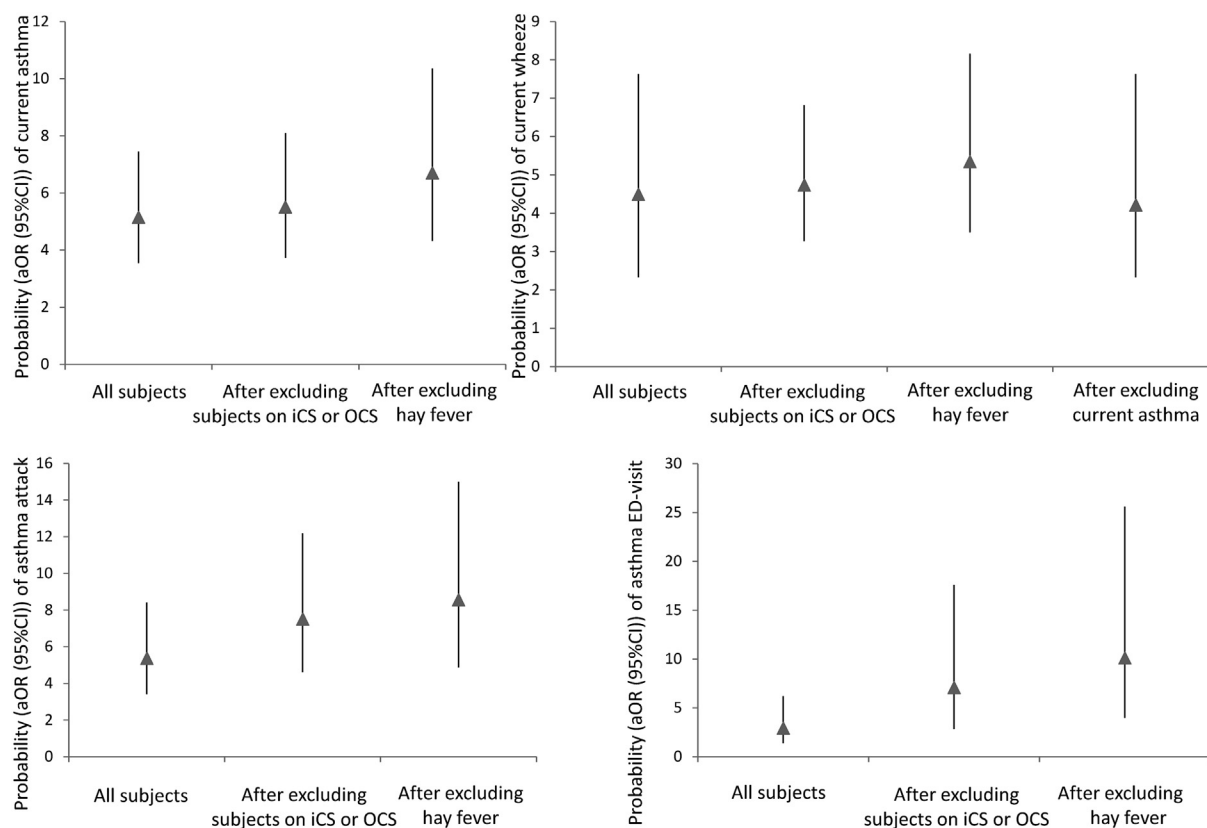 Probability (aOR (95%CI)) of current asthma
12
10
8
6
4
2
0
All subjects
After excluding
subjects on iCS or OCS
After excluding
hay fever
Probability (aOR (95%CI)) of current wheeze
9
8
7
6
5
4
3
2
1
0
All subjects
After excluding
subjects on iCS or OCS
After excluding
hay fever
After excluding
current asthma
Probability (aOR (95%CI)) of asthma attack
16
14
12
10
8
6
4
2
0
All subjects
After excluding
subjects on iCS or OCS
After excluding
hay fever
Probability (aOR (95%CI)) of asthma ED-visit
30
25
20
15
10
5
0
All subjects
After excluding
subjects on iCS or OCS
After excluding
hay fever